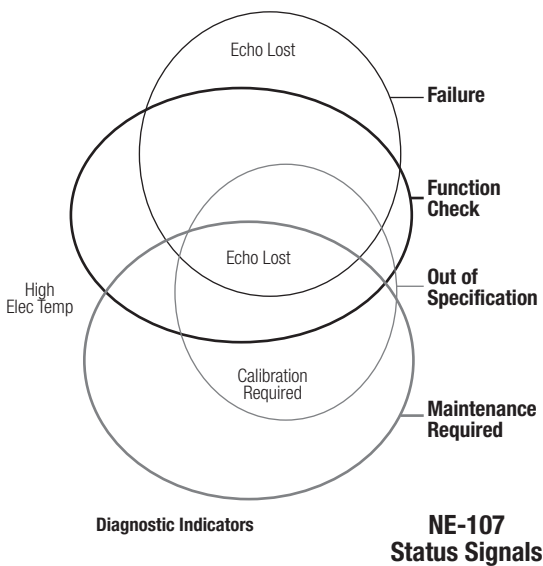 Echo Lost
Failure
Function
Check
Echo Lost
Out of
Specification
High
Elec Temp
Calibration
Required
Maintenance
Required
Diagnostic Indicators
NE-107
Status Signals